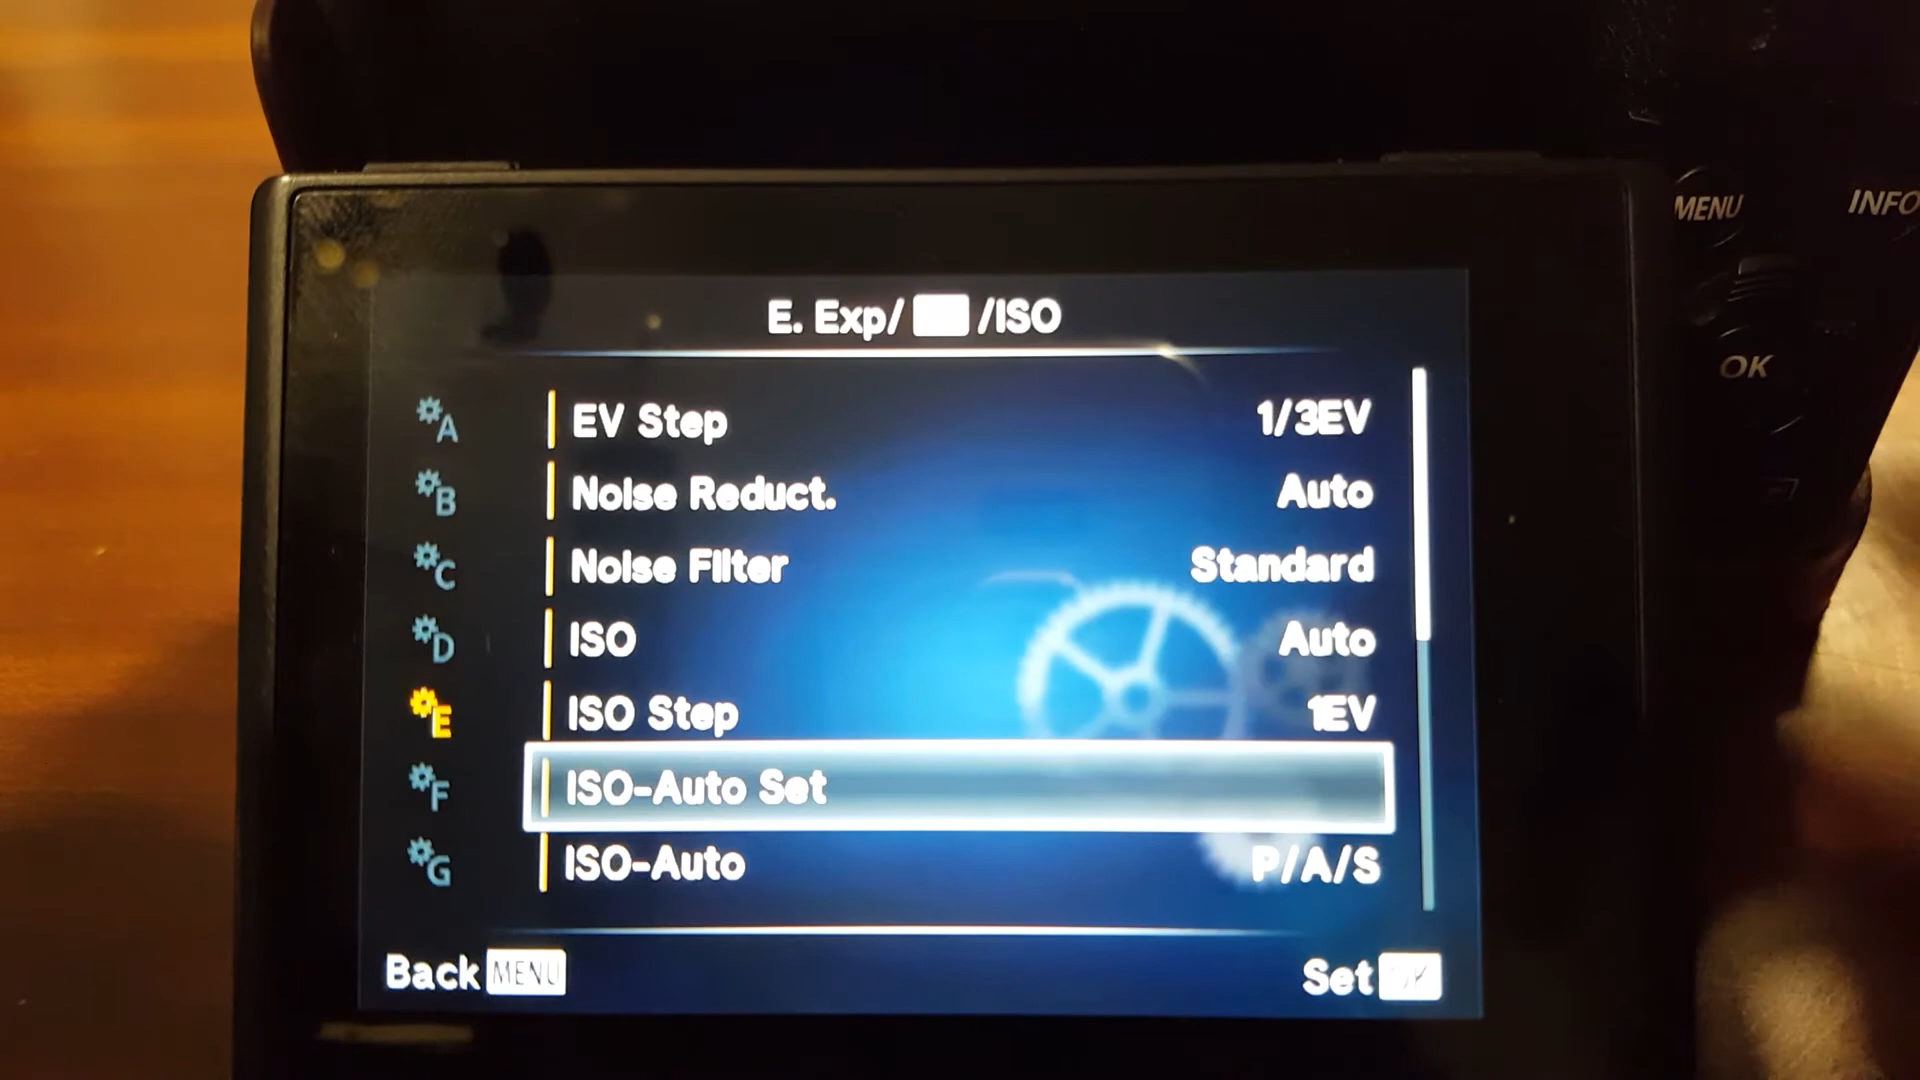 MENU INFO
E. Exp/ /ISO
OK
A EV Step 1/3EV
B Noise Reduct. Auto
C Noise Filter Standard
D ISO Auto
E ISO Step 1EV
F ISO-Auto Set
G ISO-Auto P/A/S
Back MENU Set OK